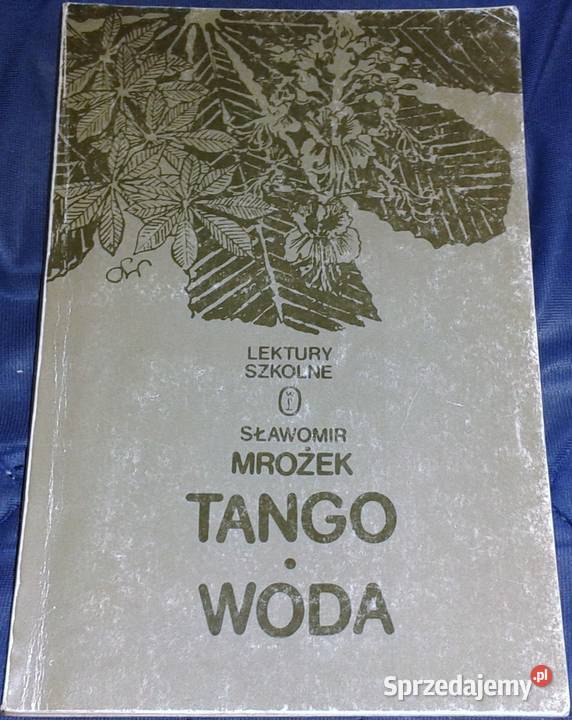 LEKTURY
SZKOLNE
SŁAWOMIR
MROŻEK
TANGO
•
WODA
Sprzedajemy.pl